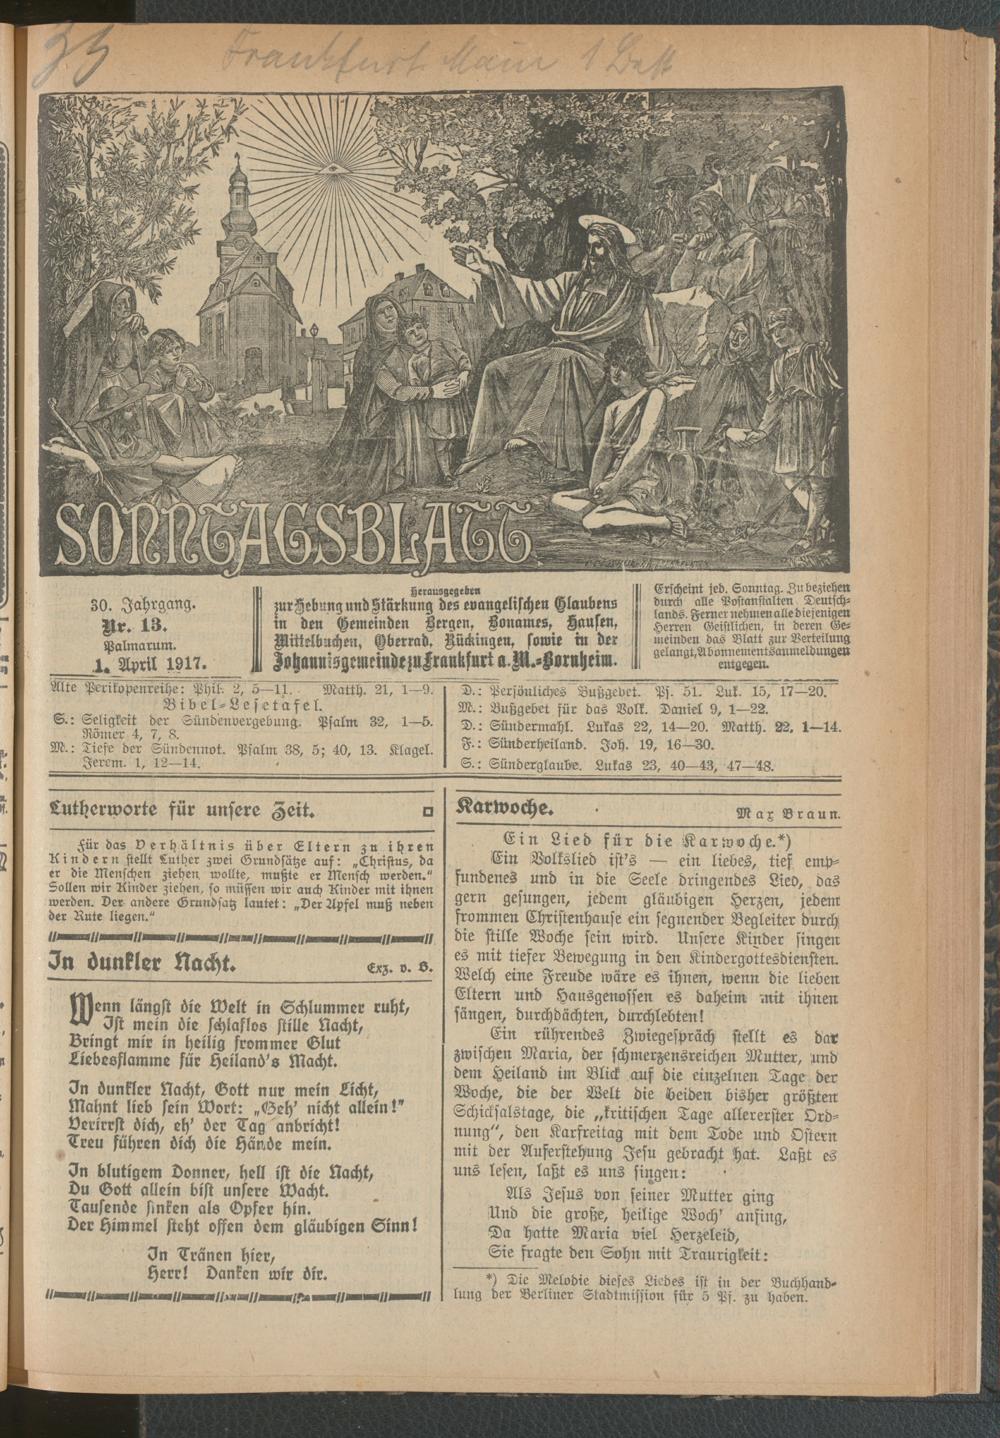 Frankfurt Main
SONNTAGSBLATT
30. Jahrgang.
Nr. 13.
Palmarum.
1. April 1917.
Herausgegeben
zur Hebung und Stärkung des evangelischen Glaubens
in den Gemeinden Bergen, Bonames, Hausen,
Mittelbuchen, Oberrad, Rückingen, sowie in der
Johannisgemeinde zu Frankfurt a. M.-Bornheim.
Erscheint jed. Sonntag. Zu beziehen
durch alle Postanstalten Deutsch-
lands. Ferner nehmen alle diejenigen
Herren Geistlichen, in deren Ge-
meinden das Blatt zur Verteilung
gelangt, Abonnementsanmeldungen
entgegen.
Alte Perikopenreihe: Phil. 2, 5—11. Matth. 21, 1—9.
Bibel-Lesetafel.
S.: Seligkeit der Sündenvergebung. Psalm 32, 1—5.
Römer 4, 7, 8.
M.: Tiefe der Sündennot. Psalm 38, 5; 40, 13. Klagel.
Jerem. 1, 12—14.
D.: Persönliches Bußgebet. Ps. 51. Luk. 15, 17—20.
M.: Bußgebet für das Volk. Daniel 9, 1—22.
D.: Sündermahl. Lukas 22, 14—20. Matth. 22, 1—14.
F.: Sünderheiland. Joh. 19, 16—30.
S.: Sünderglaube. Lukas 23, 40—43, 47—48.
Lutherworte für unsere Zeit.
Für das Verhältnis über Eltern zu ihren
Kindern stellt Luther zwei Grundsätze auf: „Christus, da
er die Menschen ziehen wollte, mußte er Mensch werden.“
Sollen wir Kinder ziehen, so müssen wir auch Kinder mit ihnen
werden. Der andere Grundsatz lautet: „Der Apfel muß neben
der Rute liegen.“
In dunkler Nacht. Exz. v. B.
Wenn längst die Welt in Schlummer ruht,
Ist mein die schlaflos stille Nacht,
Bringt mir in heilig frommer Glut
Liebesflamme für Heiland's Macht.
In dunkler Nacht, Gott nur mein Licht,
Mahnt lieb sein Wort: „Geh' nicht allein!“
Verirrst dich, eh' der Tag anbricht!
Treu führen dich die Hände mein.
In blutigem Donner, hell ist die Nacht,
Du Gott allein bist unsere Wacht.
Tausende sinken als Opfer hin.
Der Himmel steht offen dem gläubigen Sinn!
In Tränen hier,
Herr! Danken wir dir.
Karwoche. Max Braun.
Ein Lied für die Karwoche.*)
Ein Volkslied ist's — ein liebes, tief emp-
fundenes und in die Seele dringendes Lied, das
gern gesungen, jedem gläubigen Herzen, jedem
frommen Christenhause ein segnender Begleiter durch
die stille Woche sein wird. Unsere Kinder singen
es mit tiefer Bewegung in den Kindergottesdiensten.
Welch eine Freude wäre es ihnen, wenn die lieben
Eltern und Hausgenossen es daheim mit ihnen
sängen, durchdächten, durchlebten!
Ein rührendes Zwiegespräch stellt es dar
zwischen Maria, der schmerzensreichen Mutter, und
dem Heiland im Blick auf die einzelnen Tage der
Woche, die der Welt die beiden bisher größten
Schicksalstage, die „kritischen Tage allererster Ord-
nung“, den Karfreitag mit dem Tode und Ostern
mit der Auferstehung Jesu gebracht hat. Laßt es
uns lesen, laßt es uns singen:
Als Jesus von seiner Mutter ging
Und die große, heilige Woch' anfing,
Da hatte Maria viel Herzeleid,
Sie fragte den Sohn mit Traurigkeit:
*) Die Melodie dieses Liedes ist in der Buchhand-
lung der Berliner Stadtmission für 5 Pf. zu haben.